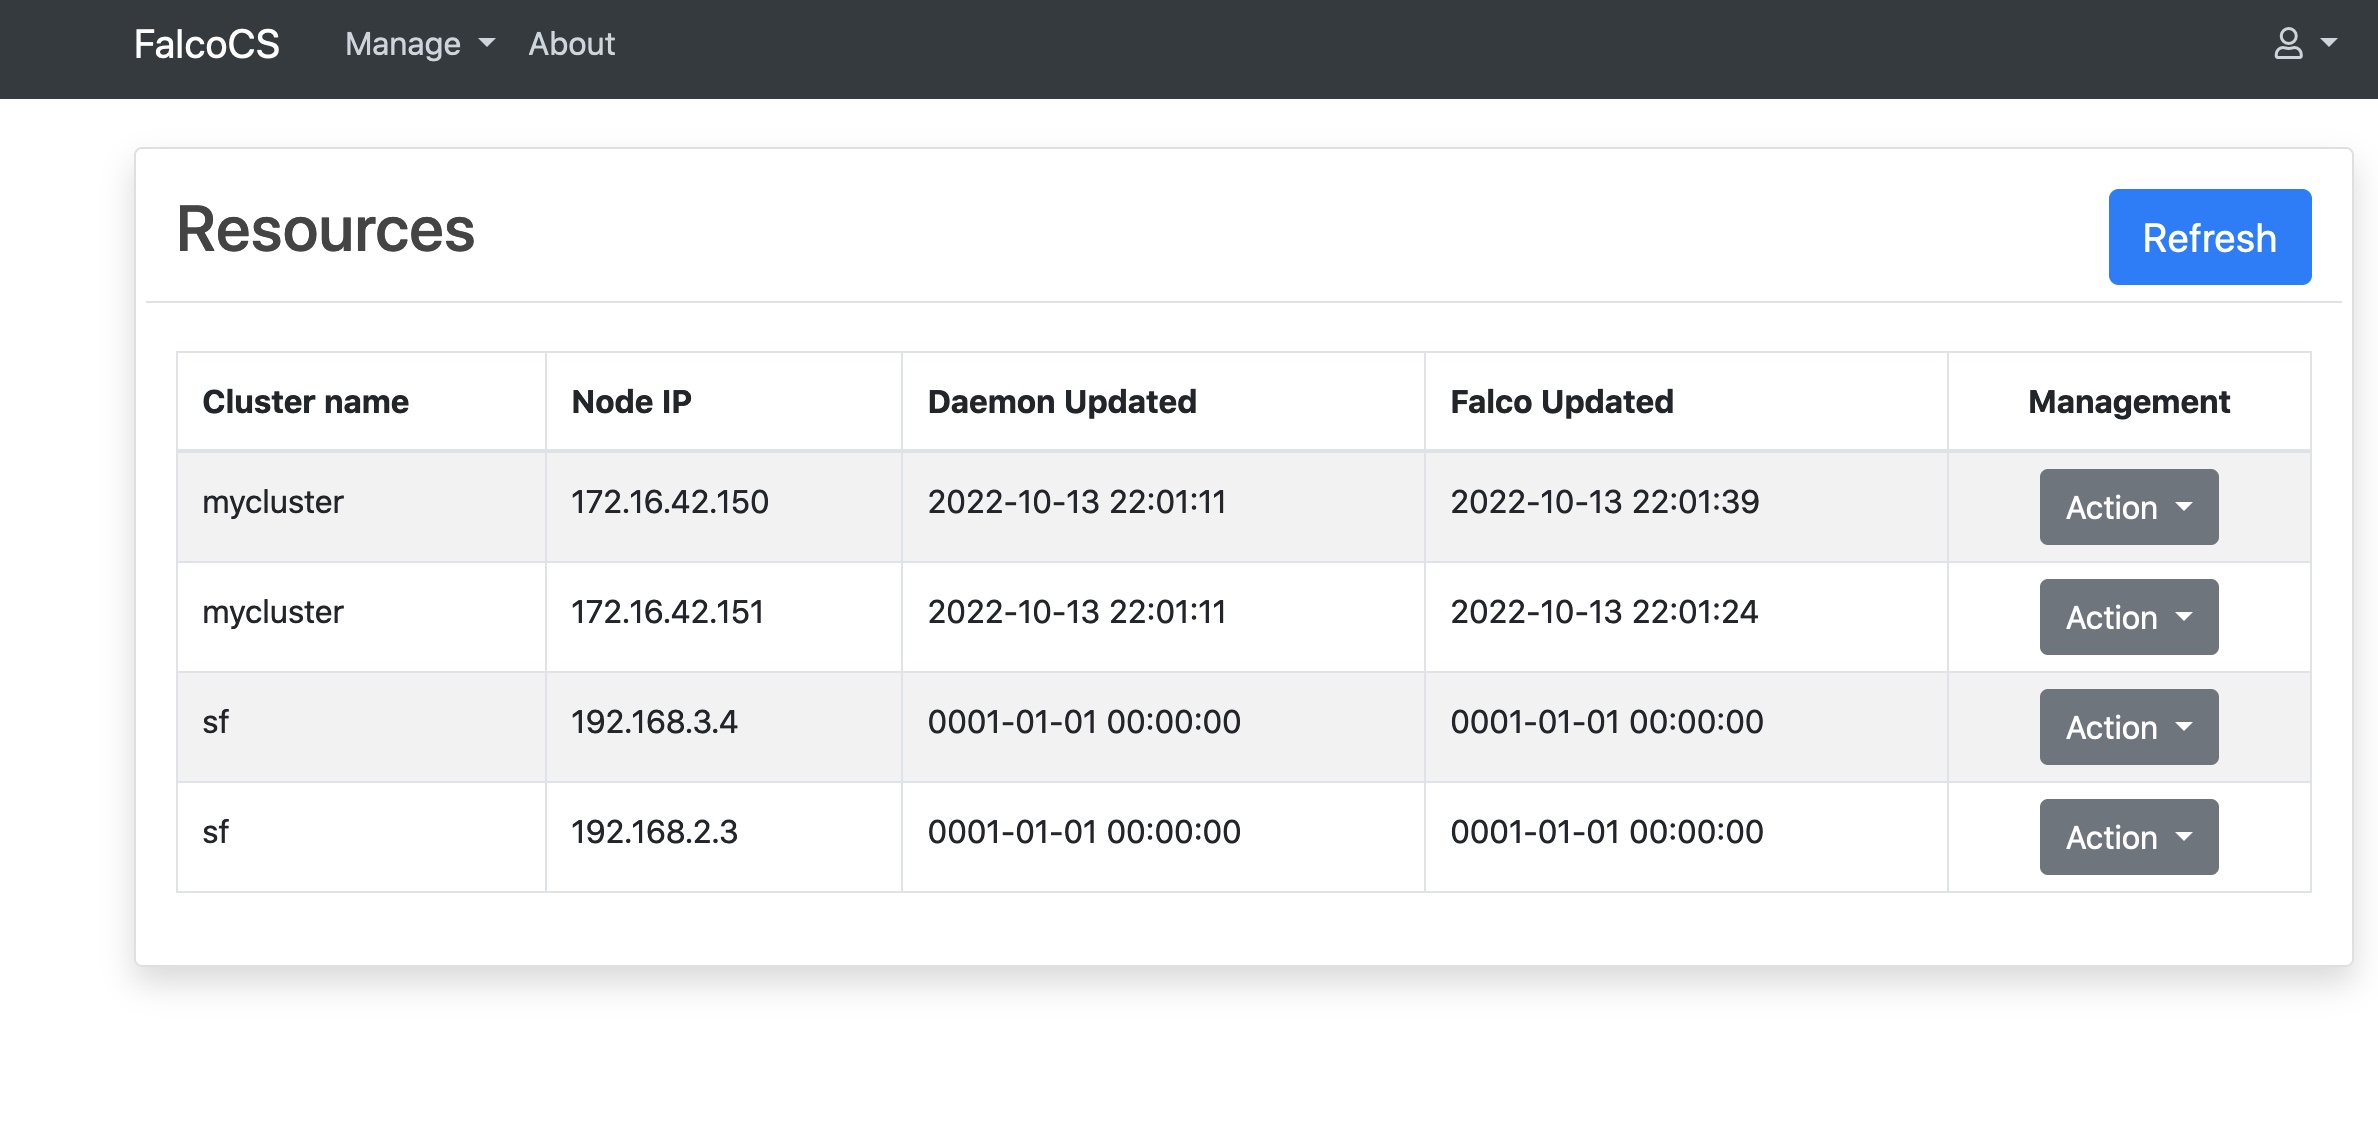 FalcoCS Manage About
Resources Refresh
Cluster name Node IP Daemon Updated Falco Updated Management
mycluster 172.16.42.150 2022-10-13 22:01:11 2022-10-13 22:01:39 Action
mycluster 172.16.42.151 2022-10-13 22:01:11 2022-10-13 22:01:24 Action
sf 192.168.3.4 0001-01-01 00:00:00 0001-01-01 00:00:00 Action
sf 192.168.2.3 0001-01-01 00:00:00 0001-01-01 00:00:00 Action